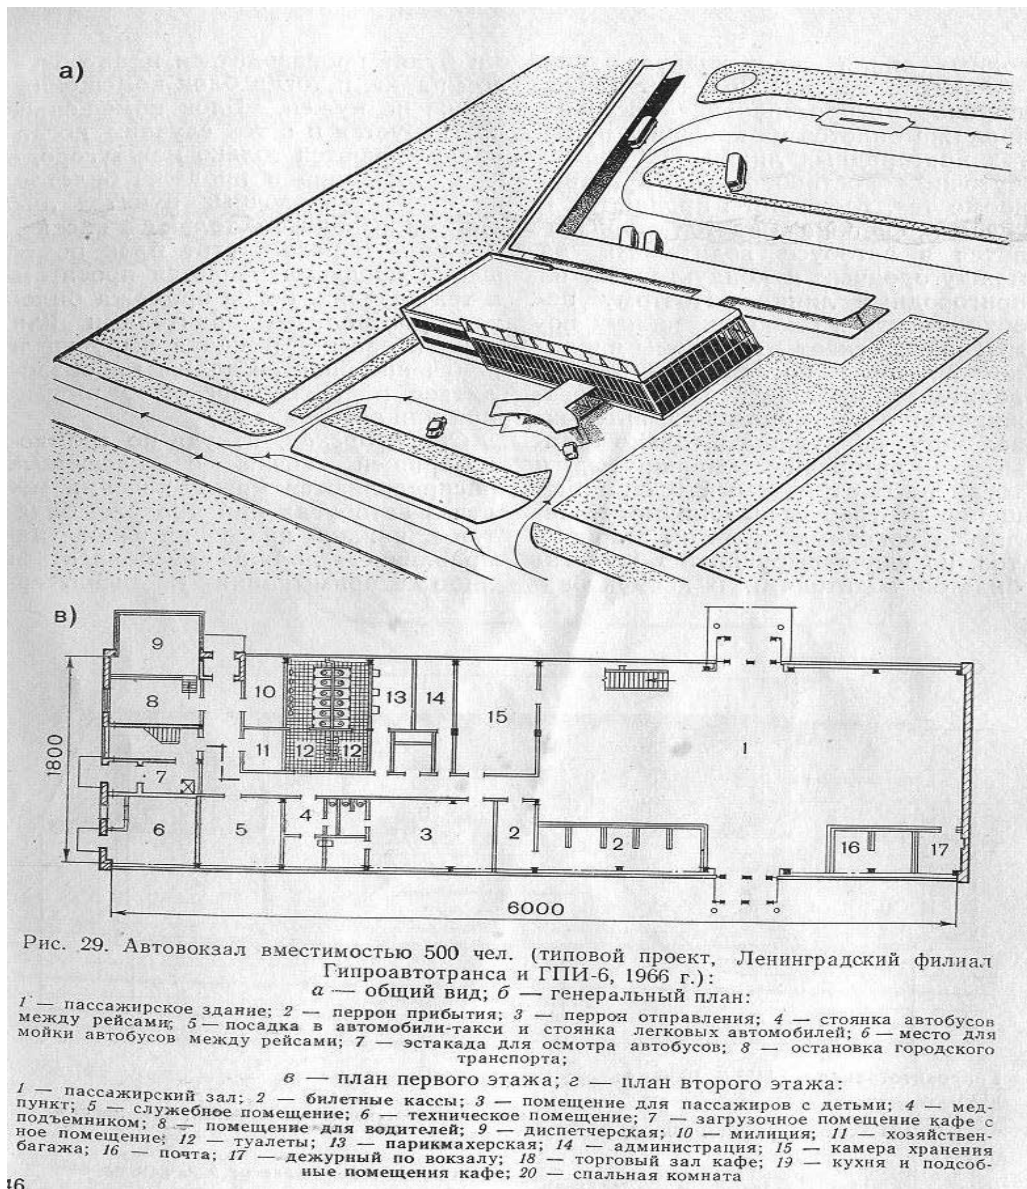 а)
в)
9
8
10
13
14
15
1
11
12
12
7
1800
6
5
4
3
2
2
16
17
6000
Рис. 29. Автовокзал вместимостью 500 чел. (типовой проект, Ленинградский филиал
Гипроавтотранса и ГПИ-6, 1966 г.):
а — общий вид; б — генеральный план:
1 — пассажирское здание; 2 — перрон прибытия; 3 — перрон отправления; 4 — стоянка автобусов
между рейсами; 5 — посадка в автомобили-такси и стоянка легковых автомобилей; 6 — место для
мойки автобусов между рейсами; 7 — эстакада для осмотра автобусов; 8 — остановка городского
транспорта;
в — план первого этажа; г — план второго этажа:
1 — пассажирский зал; 2 — билетные кассы; 3 — помещение для пассажиров с детьми; 4 — мед-
пункт; 5 — служебное помещение; 6 — техническое помещение; 7 — загрузочное помещение кафе с
подъемником; 8 — помещение для водителей; 9 — диспетчерская; 10 — милиция; 11 — хозяйствен-
ное помещение; 12 — туалеты; 13 — парикмахерская; 14 — администрация; 15 — камера хранения
багажа; 16 — почта; 17 — дежурный по вокзалу; 18 — торговый зал кафе; 19 — кухня и подсоб-
ные помещения кафе; 20 — спальная комната
46